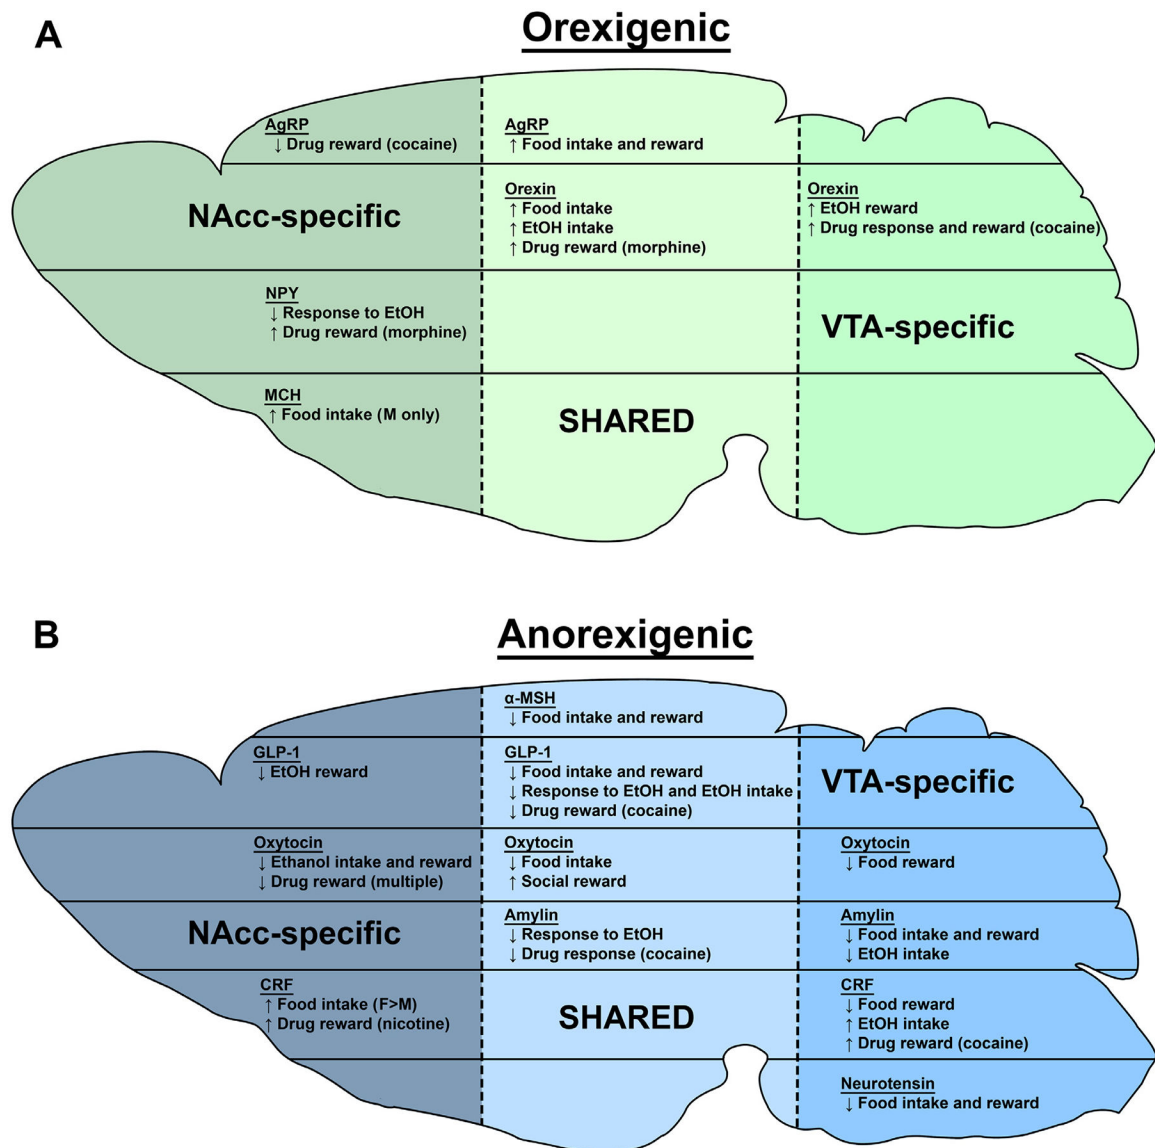 A
Orexigenic
AgRP
↓ Drug reward (cocaine)
AgRP
↑ Food intake and reward
NAcc-specific
Orexin
↑ Food intake
↑ EtOH intake
↑ Drug reward (morphine)
Orexin
↑ EtOH reward
↑ Drug response and reward (cocaine)
NPY
↓ Response to EtOH
↑ Drug reward (morphine)
VTA-specific
MCH
↑ Food intake (M only)
SHARED
B
Anorexigenic
α-MSH
↓ Food intake and reward
GLP-1
↓ EtOH reward
GLP-1
↓ Food intake and reward
↓ Response to EtOH and EtOH intake
↓ Drug reward (cocaine)
VTA-specific
Oxytocin
↓ Ethanol intake and reward
↓ Drug reward (multiple)
Oxytocin
↓ Food intake
↑ Social reward
Oxytocin
↓ Food reward
NAcc-specific
Amylin
↓ Response to EtOH
↓ Drug response (cocaine)
Amylin
↓ Food intake and reward
↓ EtOH intake
CRF
↑ Food intake (F>M)
↑ Drug reward (nicotine)
SHARED
CRF
↓ Food reward
↑ EtOH intake
↑ Drug reward (cocaine)
Neurotensin
↓ Food intake and reward